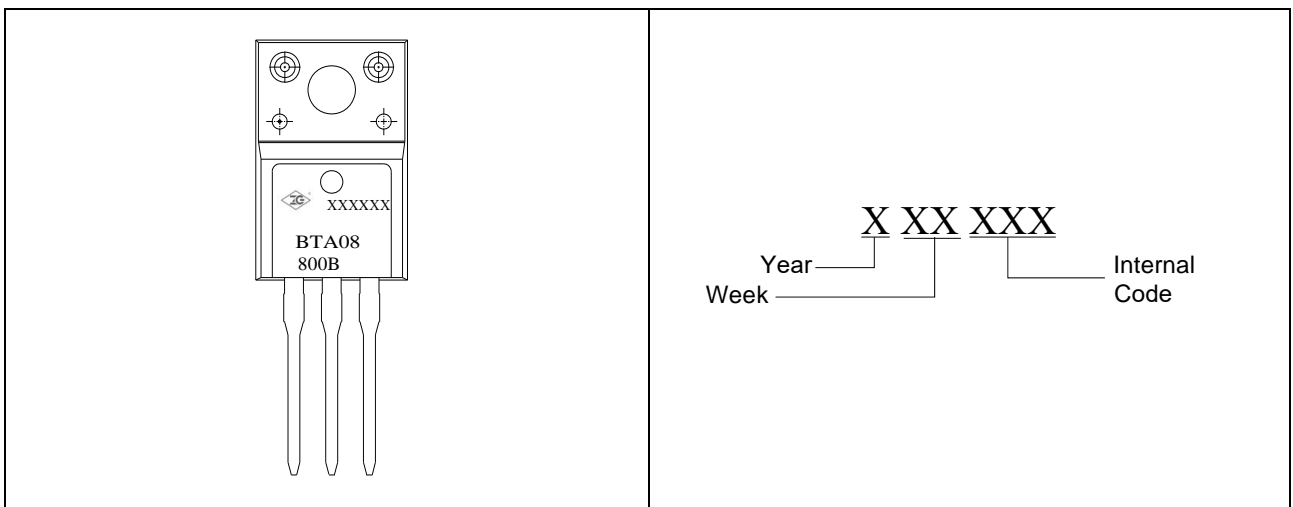 XXXXXX
BTA08
800B
X XX XXX
Year
Week
Internal
Code